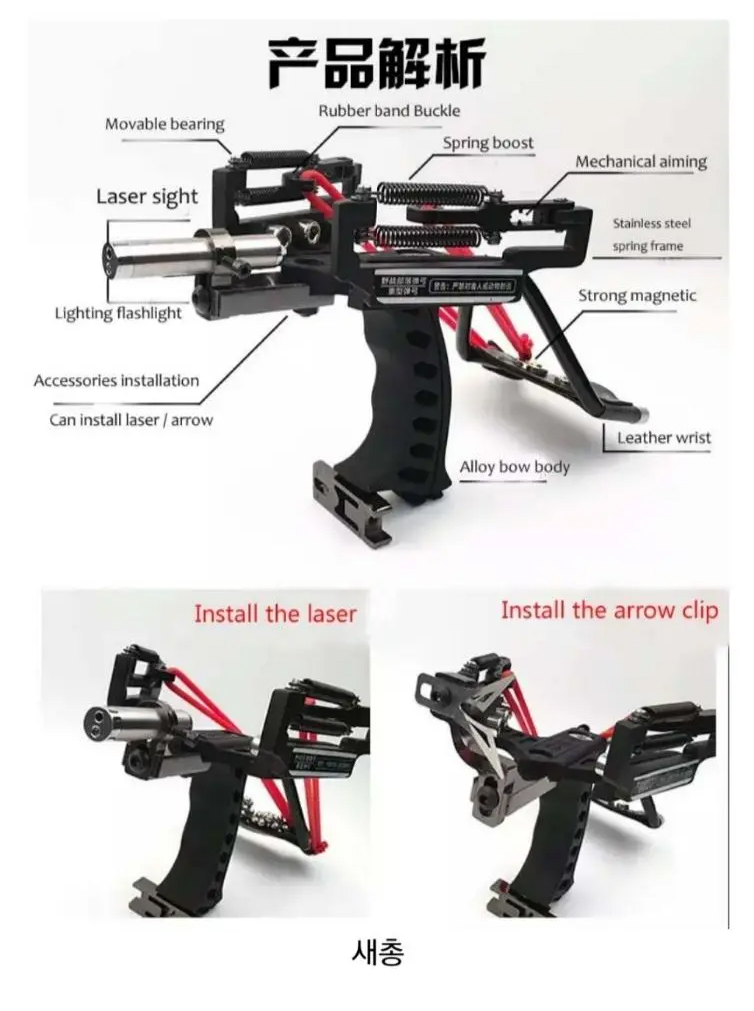 产品解析
Rubber band Buckle
Movable bearing
Spring boost
Mechanical aiming
Laser sight
Stainless steel
spring frame
Strong magnetic
Lighting flashlight
Accessories installation
Can install laser / arrow
Leather wrist
Alloy bow body
Install the laser
Install the arrow clip
새총